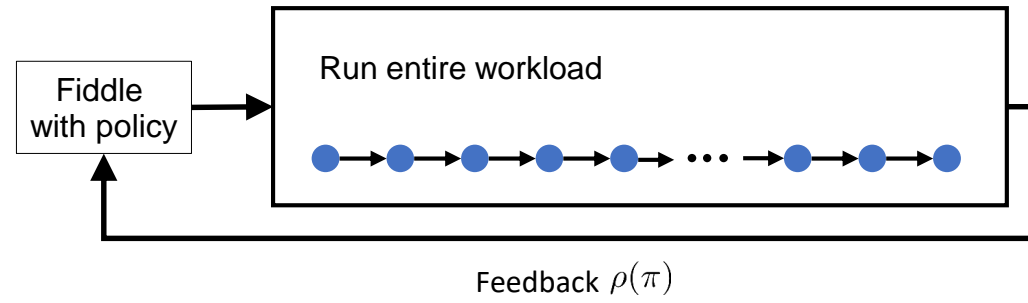 Run entire workload
Fiddle
with policy
Feedback ρ(π)